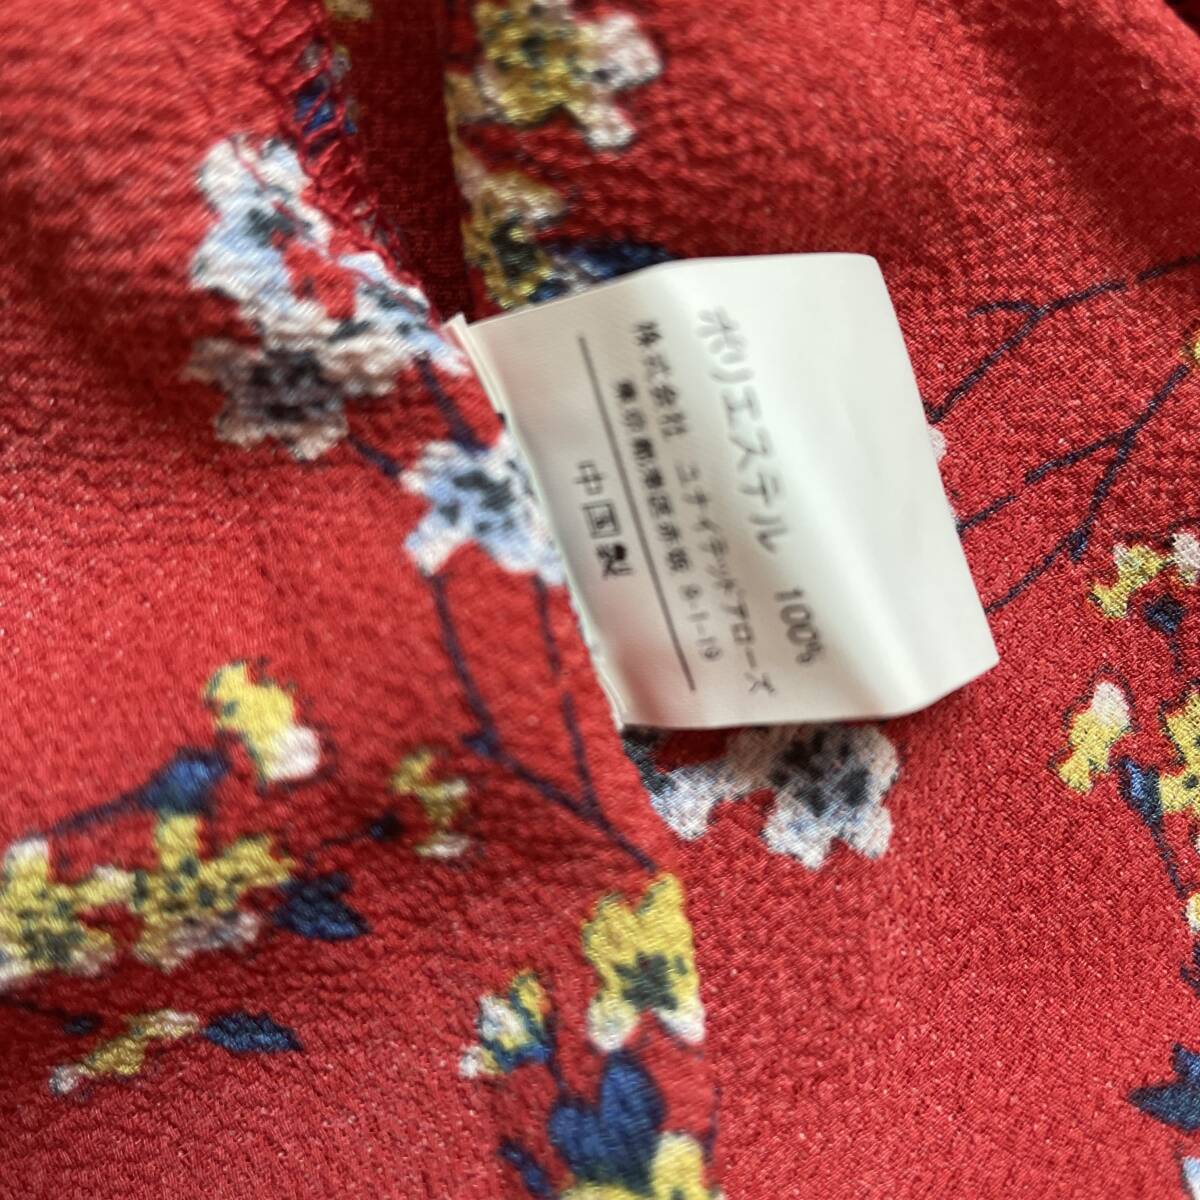 ポリエステル 100%
株式会社 ユナイテッドアローズ
東京都港区赤坂 8-1-19
中国製